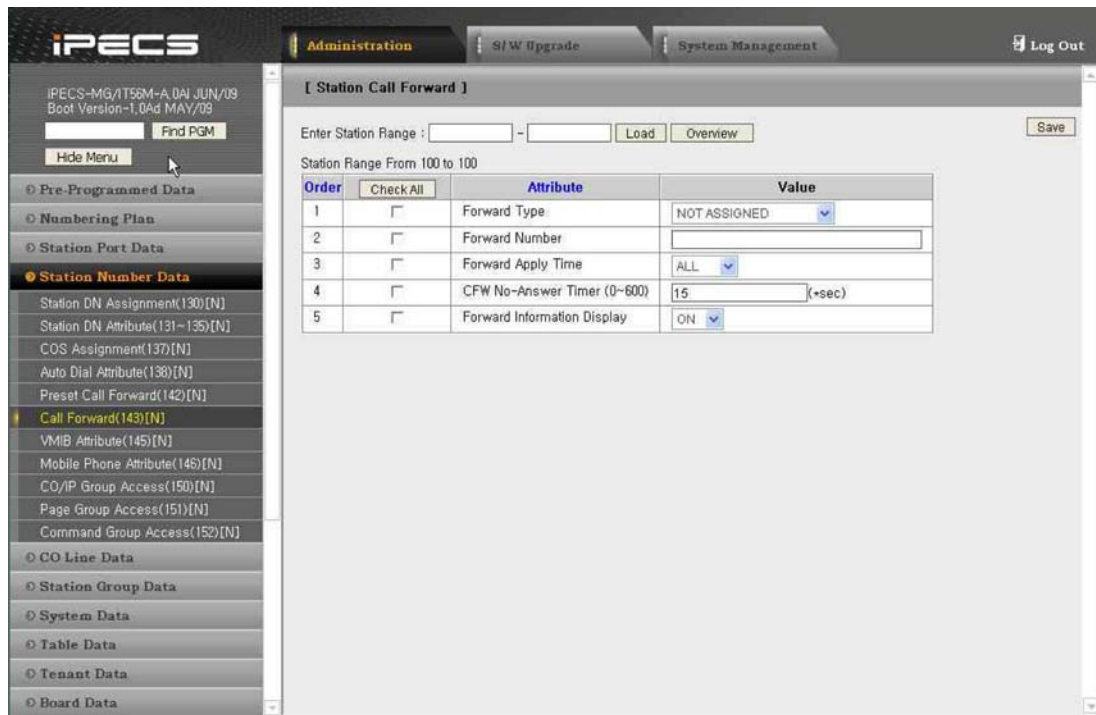 iPECS
Administration
S/W Upgrade
System Management
Log Out
iPECS-MG/IT56M-A.0AI JUN/09
Boot Version-1.0Ad MAY/09
Find PGM
Hide Menu
Pre-Programmed Data
Numbering Plan
Station Port Data
Station Number Data
Station DN Assignment(130)[N]
Station DN Attribute(131~135)[N]
COS Assignment(137)[N]
Auto Dial Attribute(138)[N]
Preset Call Forward(142)[N]
Call Forward(143)[N]
VMIB Attribute(145)[N]
Mobile Phone Attribute(146)[N]
CO/IP Group Access(150)[N]
Page Group Access(151)[N]
Command Group Access(152)[N]
CO Line Data
Station Group Data
System Data
Table Data
Tenant Data
Board Data
[ Station Call Forward ]
Enter Station Range : - Load Overview Save
Station Range From 100 to 100
Order Check All Attribute Value
1 Forward Type NOT ASSIGNED
2 Forward Number
3 Forward Apply Time ALL
4 CFW No-Answer Timer (0~600) 15 (*sec)
5 Forward Information Display ON